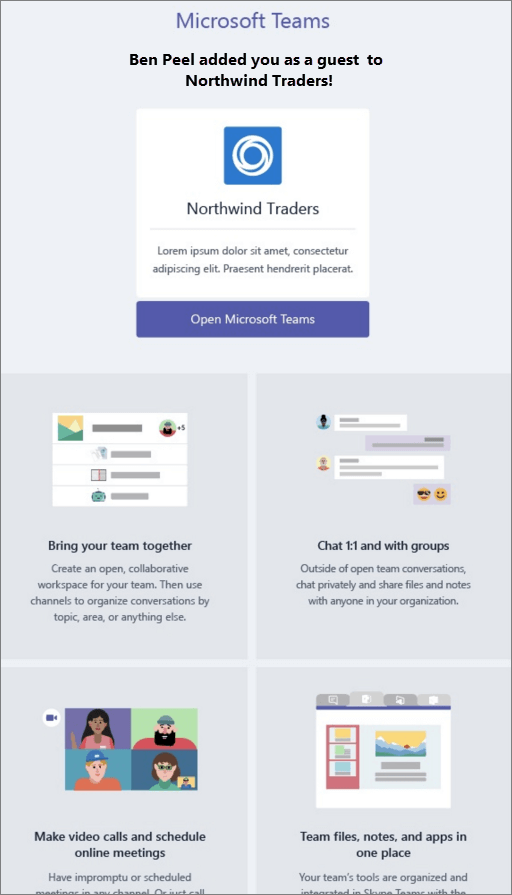 Microsoft Teams
Ben Peel added you as a guest to
Northwind Traders!
Northwind Traders
Lorem ipsum dolor sit amet, consectetur
adipiscing elit. Praesent hendrerit placerat.
Open Microsoft Teams
+5
Bring your team together
Create an open, collaborative
workspace for your team. Then use
channels to organize conversations by
topic, area, or anything else.
Chat 1:1 and with groups
Outside of open team conversations,
chat privately and share files and notes
with anyone in your organization.
Make video calls and schedule
online meetings
Have impromptu or scheduled
meetings in any channel. Or just call
Team files, notes, and apps in
one place
Your team's tools are organized and
integrated in Skype Teams with the